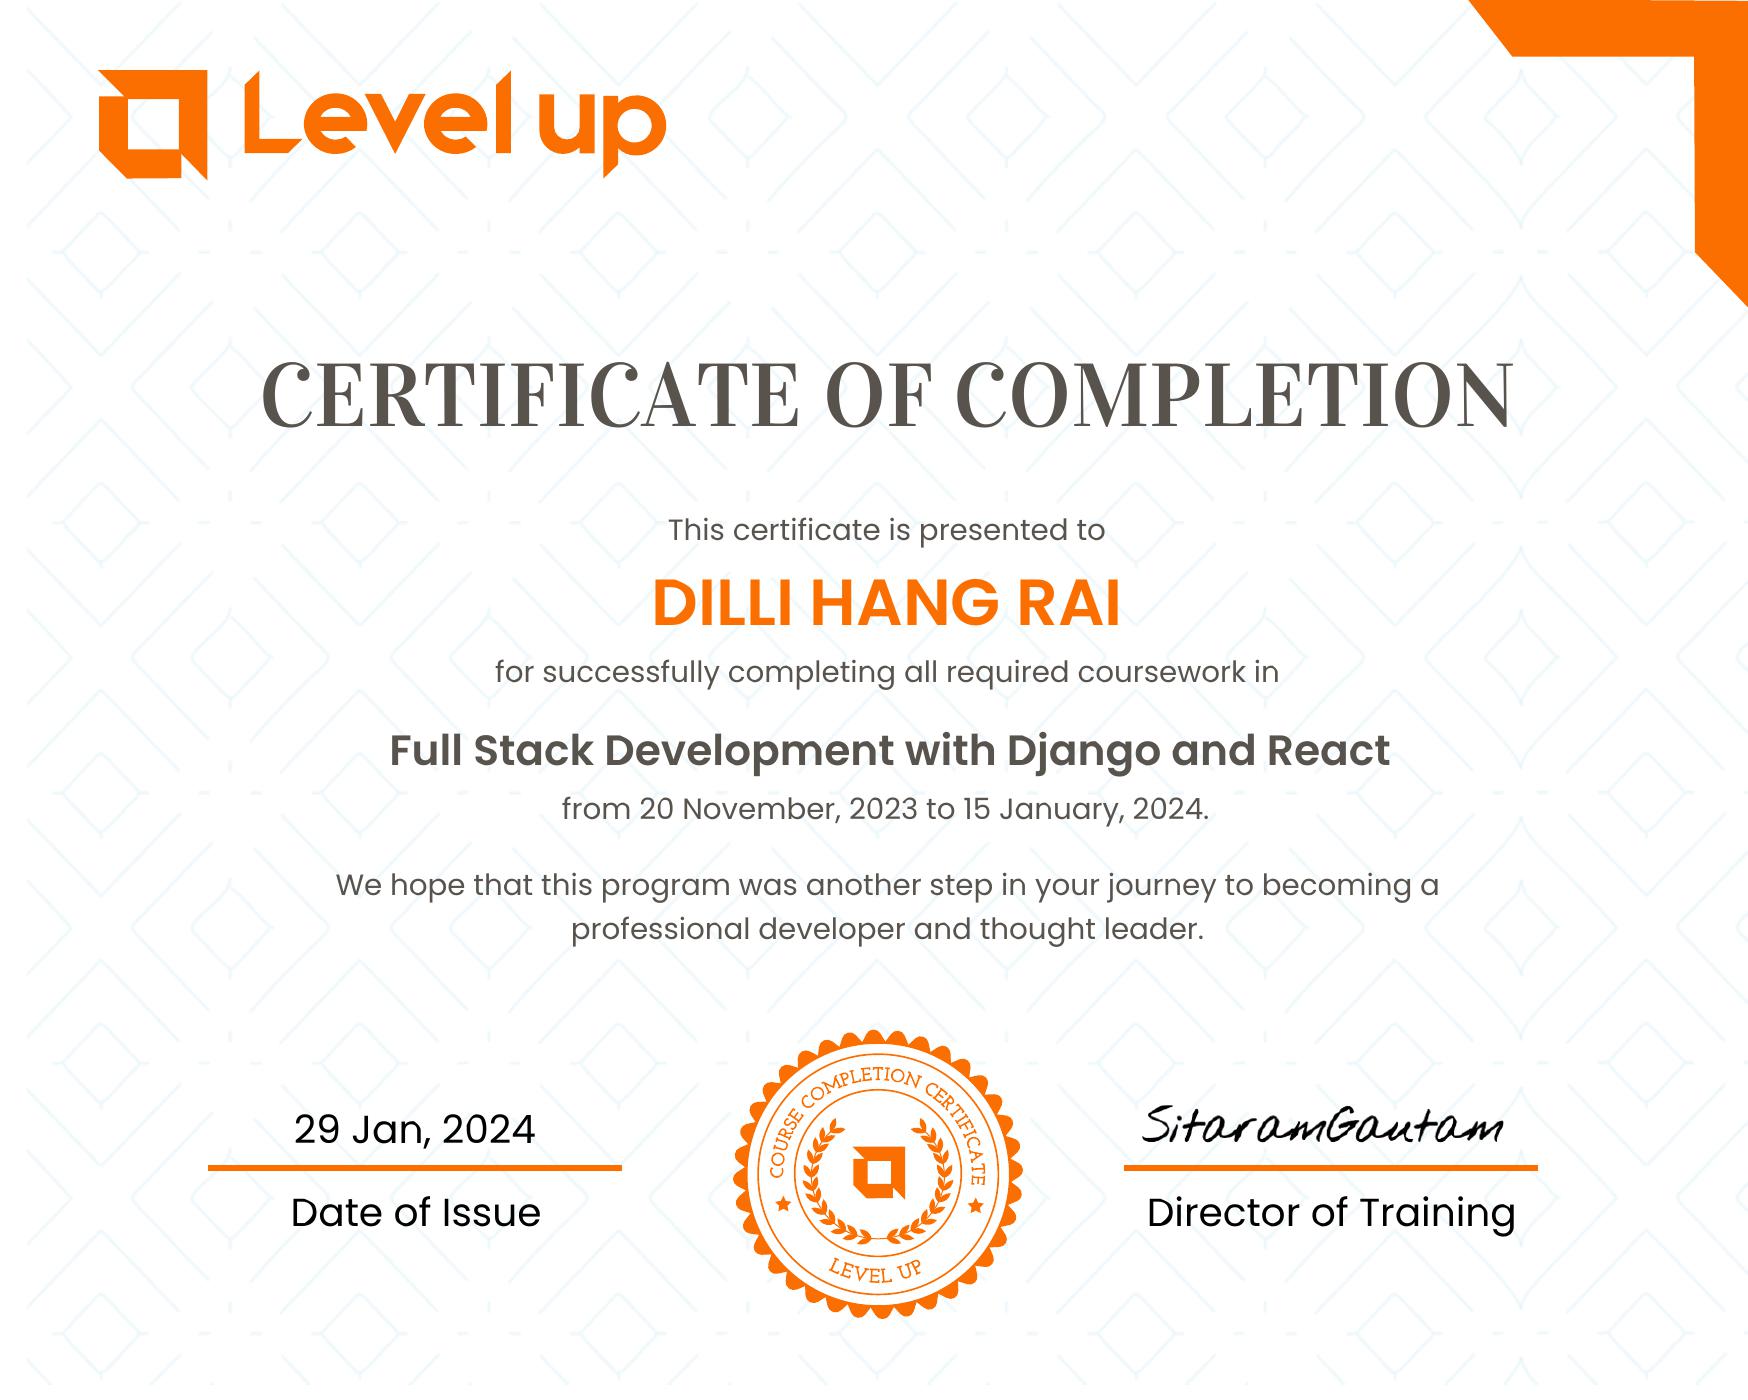 Level up
CERTIFICATE OF COMPLETION
This certificate is presented to
DILLI HANG RAI
for successfully completing all required coursework in
Full Stack Development with Django and React
from 20 November, 2023 to 15 January, 2024.
We hope that this program was another step in your journey to becoming a
professional developer and thought leader.
29 Jan, 2024
Date of Issue
COURSE COMPLETION CERTIFICATE
LEVEL UP
SitaramGautam
Director of Training